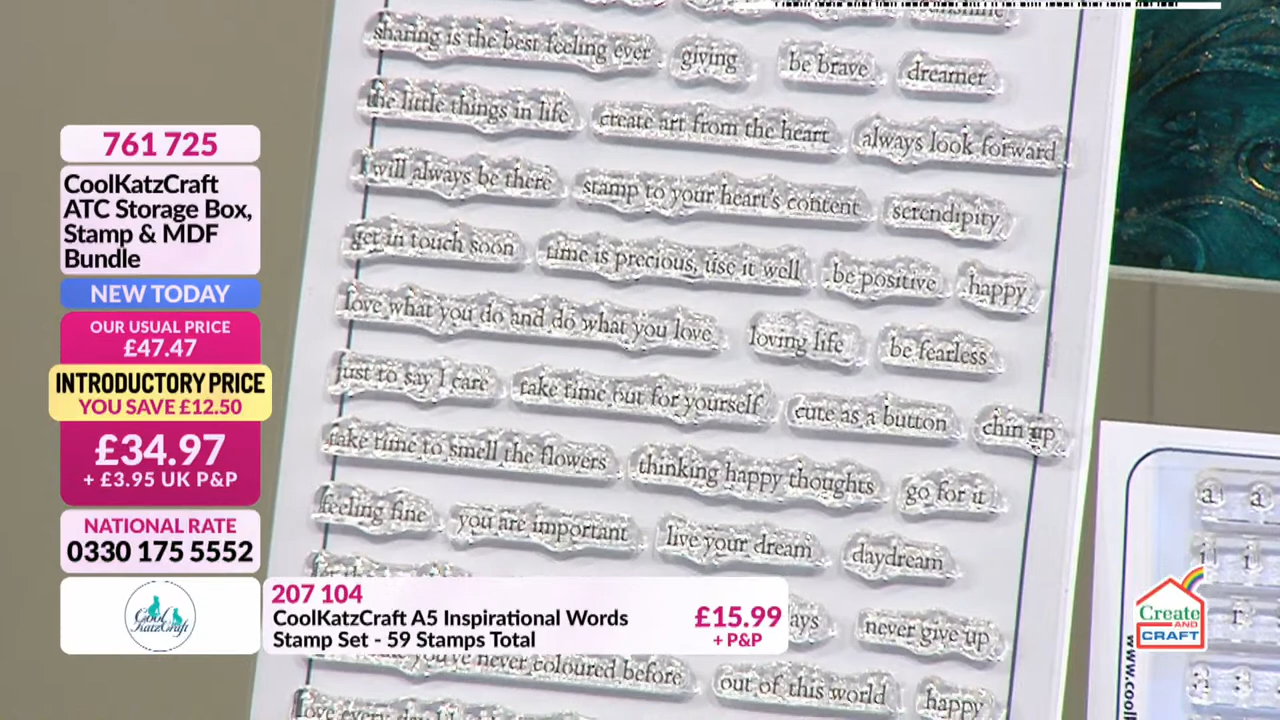 sharing is the best feeling ever giving be brave dreamer
the little things in life create art from the heart always look forward
I will always be there stamp to your heart's content serendipity
get in touch soon time is precious, use it well be positive happy
love what you do and do what you love loving life be fearless
just to say I care take time out for yourself cute as a button chin up
take time to smell the flowers thinking happy thoughts go for it
feeling fine you are important live your dream daydream
never give up
you've never coloured before out of this world happy
love every day
761 725
CoolKatzCraft
ATC Storage Box,
Stamp & MDF
Bundle
NEW TODAY
OUR USUAL PRICE
£47.47
INTRODUCTORY PRICE
YOU SAVE £12.50
£34.97
+ £3.95 UK P&P
NATIONAL RATE
0330 175 5552
Cool
KatzCraft
207 104
CoolKatzCraft A5 Inspirational Words
Stamp Set - 59 Stamps Total
£15.99
+ P&P
a a
i i
r
Create
AND
CRAFT